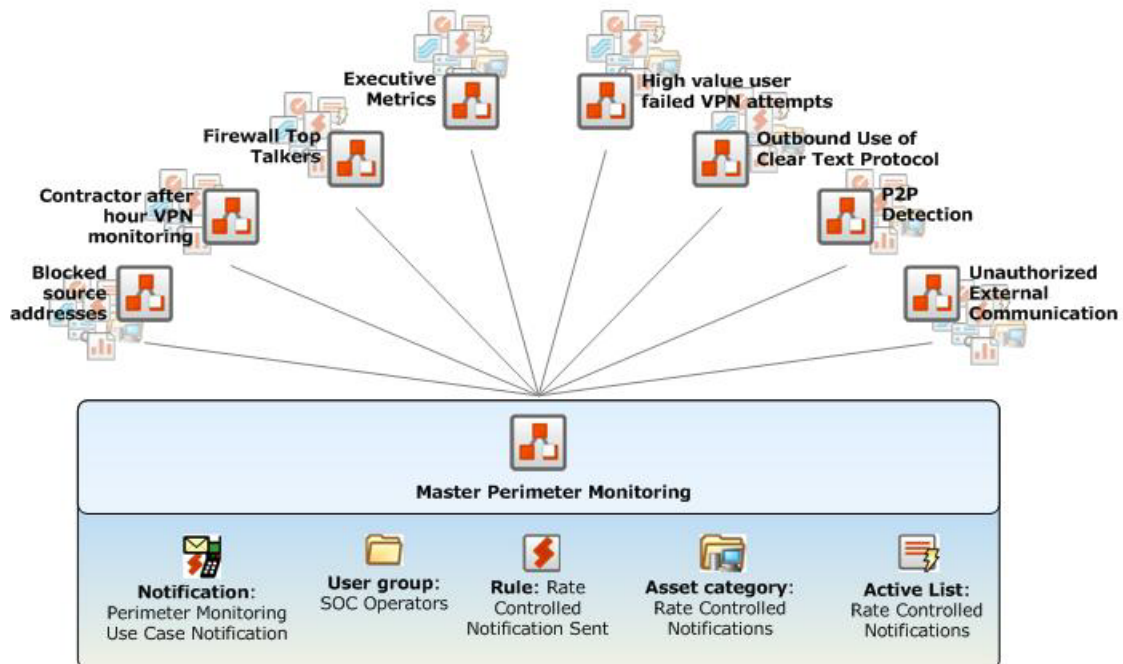 Executive
Metrics
High value user
failed VPN attempts
Firewall Top
Talkers
Outbound Use of
Clear Text Protocol
Contractor after
hour VPN
monitoring
P2P
Detection
Blocked
source
addresses
Unauthorized
External
Communication
Master Perimeter Monitoring
Notification:
Perimeter Monitoring
Use Case Notification
User group:
SOC Operators
Rule: Rate
Controlled
Notification Sent
Asset category:
Rate Controlled
Notifications
Active List:
Rate Controlled
Notifications